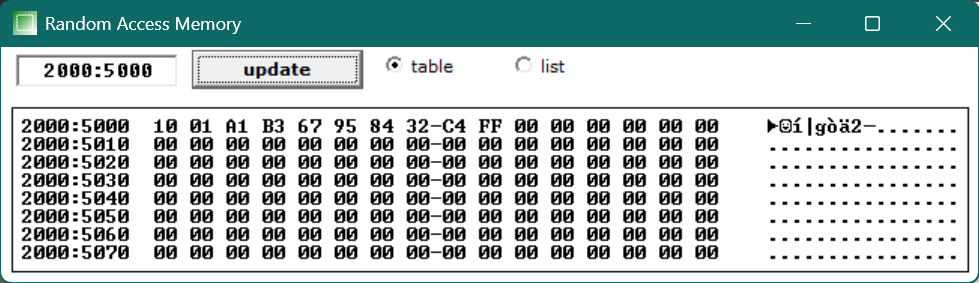 Random Access Memory
2000:5000 update table list
2000:5000 10 01 A1 B3 67 95 84 32-C4 FF 00 00 00 00 00 00 ►☺í|gòä2─.......
2000:5010 00 00 00 00 00 00 00 00-00 00 00 00 00 00 00 00 ................
2000:5020 00 00 00 00 00 00 00 00-00 00 00 00 00 00 00 00 ................
2000:5030 00 00 00 00 00 00 00 00-00 00 00 00 00 00 00 00 ................
2000:5040 00 00 00 00 00 00 00 00-00 00 00 00 00 00 00 00 ................
2000:5050 00 00 00 00 00 00 00 00-00 00 00 00 00 00 00 00 ................
2000:5060 00 00 00 00 00 00 00 00-00 00 00 00 00 00 00 00 ................
2000:5070 00 00 00 00 00 00 00 00-00 00 00 00 00 00 00 00 ................